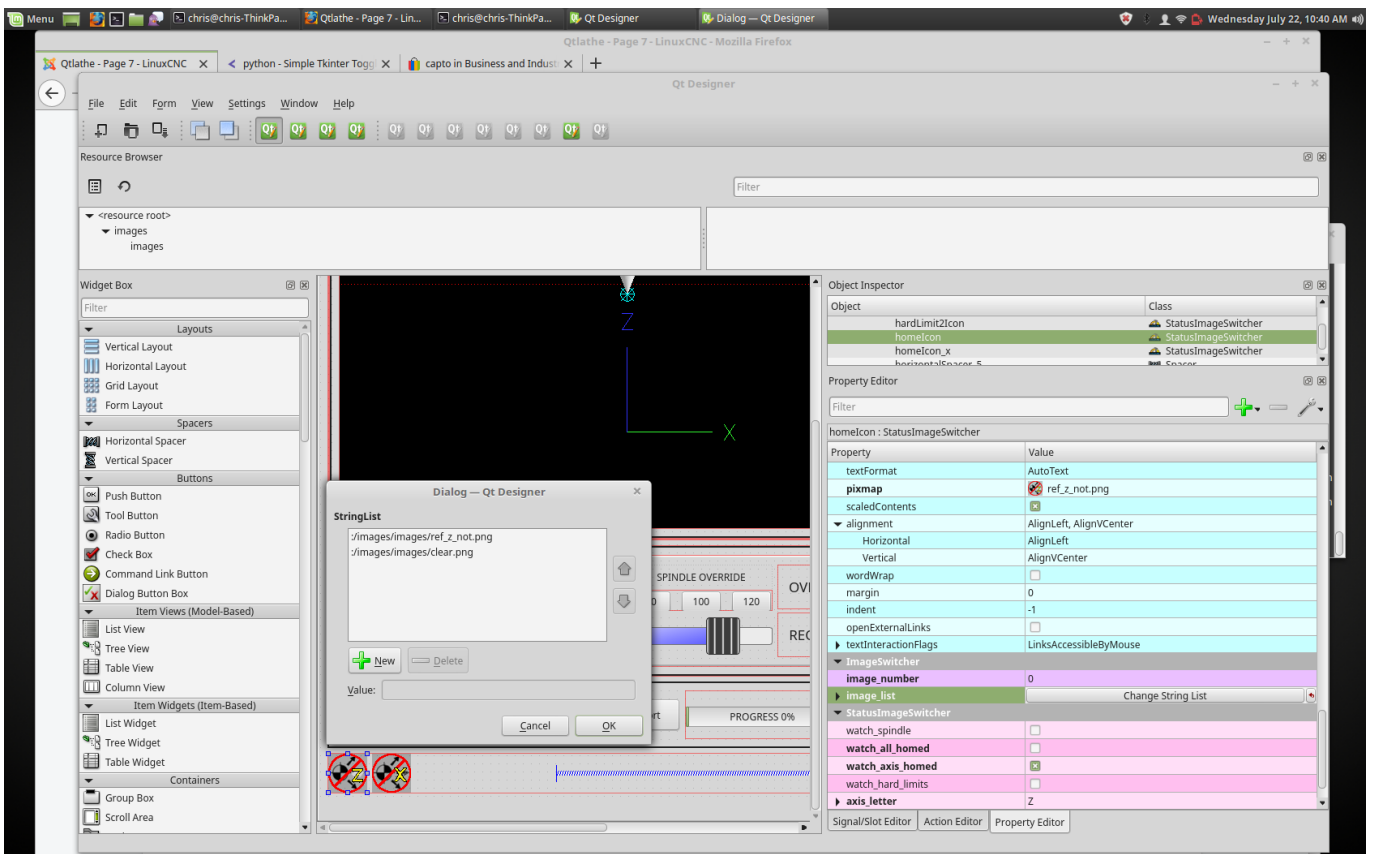 Menu chris@chris-ThinkPa... Qtlathe - Page 7 - Lin... chris@chris-ThinkPa... Qt Designer Dialog — Qt Designer Wednesday July 22, 10:40 AM
Qtlathe - Page 7 - LinuxCNC - Mozilla Firefox
Qtlathe - Page 7 - LinuxCNC python - Simple Tkinter Toggl capto in Business and Indust
Qt Designer
File Edit Form View Settings Window Help
Resource Browser
Filter
<resource root>
images
images
Widget Box
Filter
Layouts
Vertical Layout
Horizontal Layout
Grid Layout
Form Layout
Spacers
Horizontal Spacer
Vertical Spacer
Buttons
Push Button
Tool Button
Radio Button
Check Box
Command Link Button
Dialog Button Box
Item Views (Model-Based)
List View
Tree View
Table View
Column View
Item Widgets (Item-Based)
List Widget
Tree Widget
Table Widget
Containers
Group Box
Scroll Area
Z
X
Dialog — Qt Designer
StringList
:/images/images/ref_z_not.png
:/images/images/clear.png
New Delete
Value:
Cancel OK
SPINDLE OVERRIDE
0 100 120
OVI
REC
rt
PROGRESS 0%
Z X
Object Inspector
Object Class
hardLimit2Icon StatusImageSwitcher
homeIcon StatusImageSwitcher
homeIcon_x StatusImageSwitcher
horizontalSpacer_5 Spacer
Property Editor
Filter
homeIcon : StatusImageSwitcher
Property Value
textFormat AutoText
pixmap ref_z_not.png
scaledContents
alignment AlignLeft, AlignVCenter
Horizontal AlignLeft
Vertical AlignVCenter
wordWrap
margin 0
indent -1
openExternalLinks
textInteractionFlags LinksAccessibleByMouse
ImageSwitcher
image_number 0
image_list Change String List
StatusImageSwitcher
watch_spindle
watch_all_homed
watch_axis_homed
watch_hard_limits
axis_letter Z
Signal/Slot Editor Action Editor Property Editor